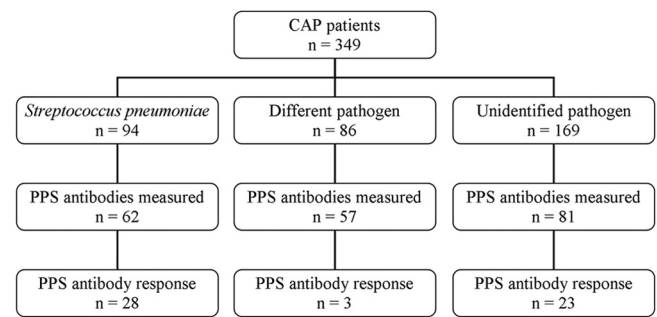 CAP patients
n = 349
Streptococcus pneumoniae
n = 94
Different pathogen
n = 86
Unidentified pathogen
n = 169
PPS antibodies measured
n = 62
PPS antibodies measured
n = 57
PPS antibodies measured
n = 81
PPS antibody response
n = 28
PPS antibody response
n = 3
PPS antibody response
n = 23